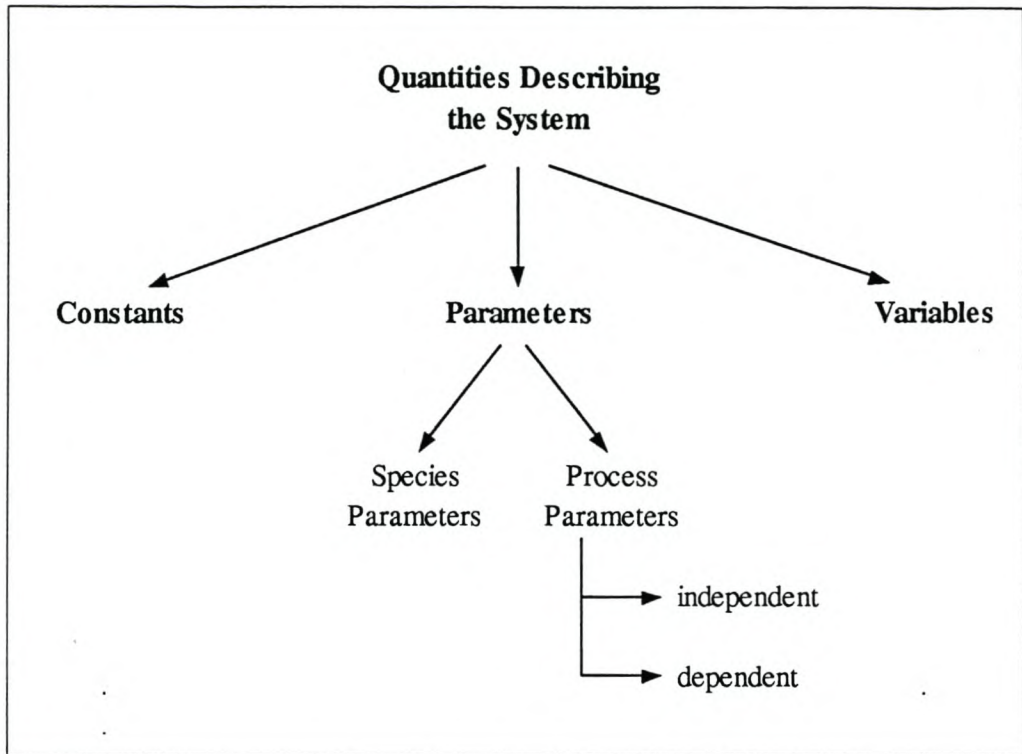 Quantities Describing
the System
Constants
Parameters
Variables
Species
Parameters
Process
Parameters
independent
dependent